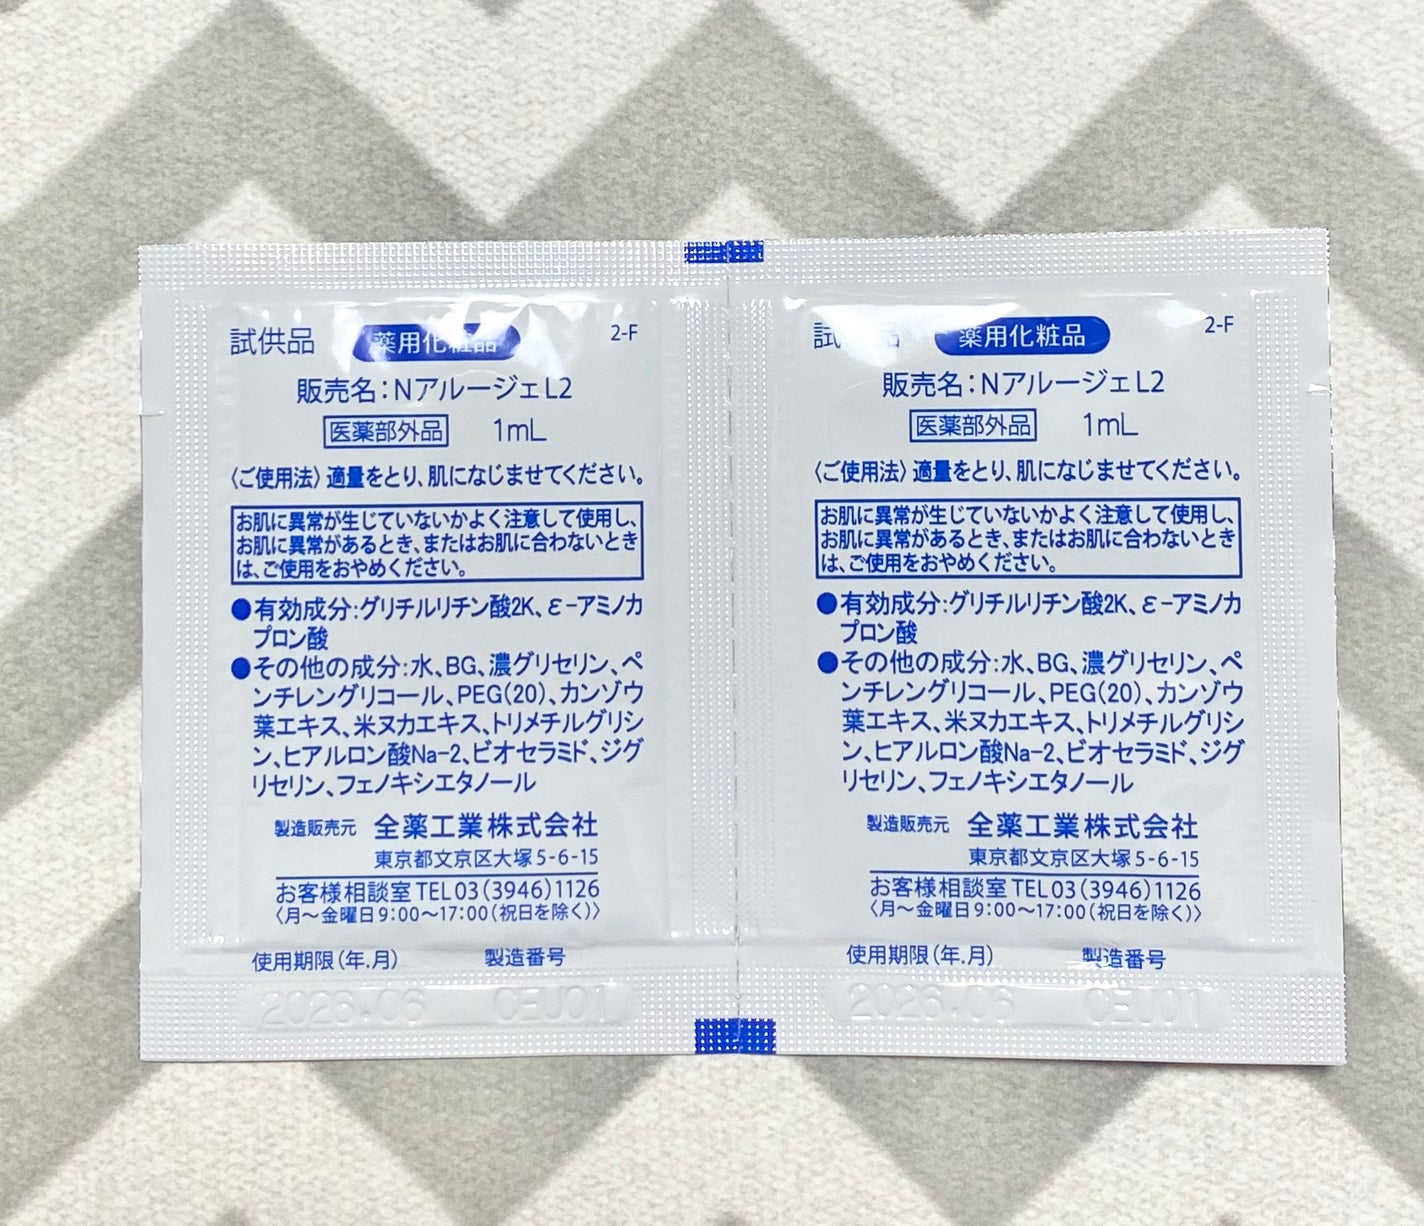 試供品 薬用化粧品 2-F
販売名：NアルージェL2
医薬部外品 1mL
〈ご使用法〉適量をとり、肌になじませてください。
お肌に異常が生じていないかよく注意して使用し、
お肌に異常があるとき、またはお肌に合わないとき
は、ご使用をおやめください。
●有効成分：グリチルリチン酸2K、ε-アミノカ
プロン酸
●その他の成分：水、BG、濃グリセリン、ペ
ンチレングリコール、PEG(20)、カンゾウ
葉エキス、米ヌカエキス、トリメチルグリシ
ン、ヒアルロン酸Na-2、ビオセラミド、ジグ
リセリン、フェノキシエタノール
製造販売元 全薬工業株式会社
東京都文京区大塚5-6-15
お客様相談室 TEL03(3946)1126
〈月〜金曜日9:00〜17:00(祝日を除く)〉
使用期限(年.月) 製造番号
2026.06 CEU01
試供品 薬用化粧品 2-F
販売名：NアルージェL2
医薬部外品 1mL
〈ご使用法〉適量をとり、肌になじませてください。
お肌に異常が生じていないかよく注意して使用し、
お肌に異常があるとき、またはお肌に合わないとき
は、ご使用をおやめください。
●有効成分：グリチルリチン酸2K、ε-アミノカ
プロン酸
●その他の成分：水、BG、濃グリセリン、ペ
ンチレングリコール、PEG(20)、カンゾウ
葉エキス、米ヌカエキス、トリメチルグリシ
ン、ヒアルロン酸Na-2、ビオセラミド、ジグ
リセリン、フェノキシエタノール
製造販売元 全薬工業株式会社
東京都文京区大塚5-6-15
お客様相談室 TEL03(3946)1126
〈月〜金曜日9:00〜17:00(祝日を除く)〉
使用期限(年.月) 製造番号
2026.06 CEU01